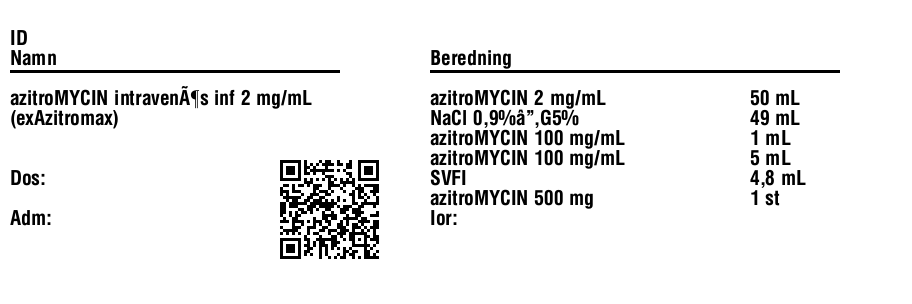 ID
Namn
azitroMYCIN intravenÃ¶s inf 2 mg/mL
(exAzitromax)
Dos:
Adm:
Beredning
azitroMYCIN 2 mg/mL 50 mL
NaCl 0,9%â”‚G5% 49 mL
azitroMYCIN 100 mg/mL 1 mL
azitroMYCIN 100 mg/mL 5 mL
SVFI 4,8 mL
azitroMYCIN 500 mg 1 st
Ior: